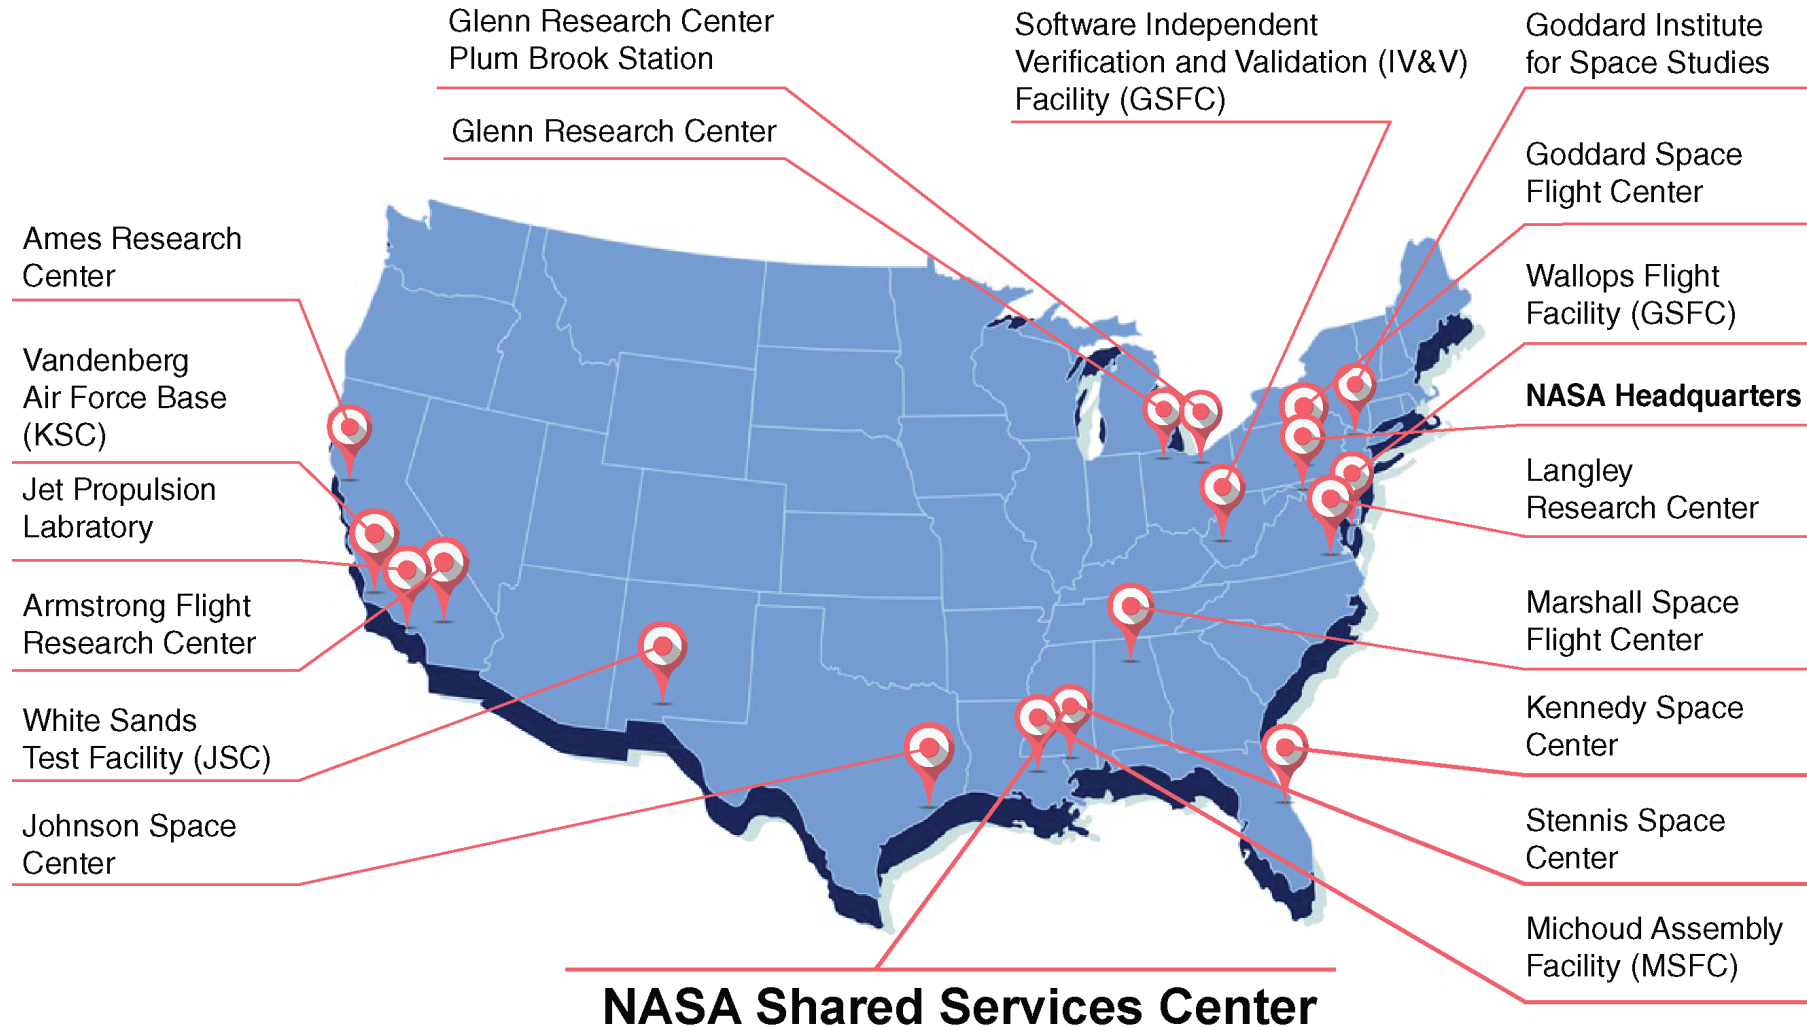 Glenn Research Center
Plum Brook Station
Glenn Research Center
Software Independent
Verification and Validation (IV&V)
Facility (GSFC)
Goddard Institute
for Space Studies
Goddard Space
Flight Center
Wallops Flight
Facility (GSFC)
NASA Headquarters
Langley
Research Center
Marshall Space
Flight Center
Kennedy Space
Center
Stennis Space
Center
Michoud Assembly
Facility (MSFC)
Ames Research
Center
Vandenberg
Air Force Base
(KSC)
Jet Propulsion
Labratory
Armstrong Flight
Research Center
White Sands
Test Facility (JSC)
Johnson Space
Center
NASA Shared Services Center